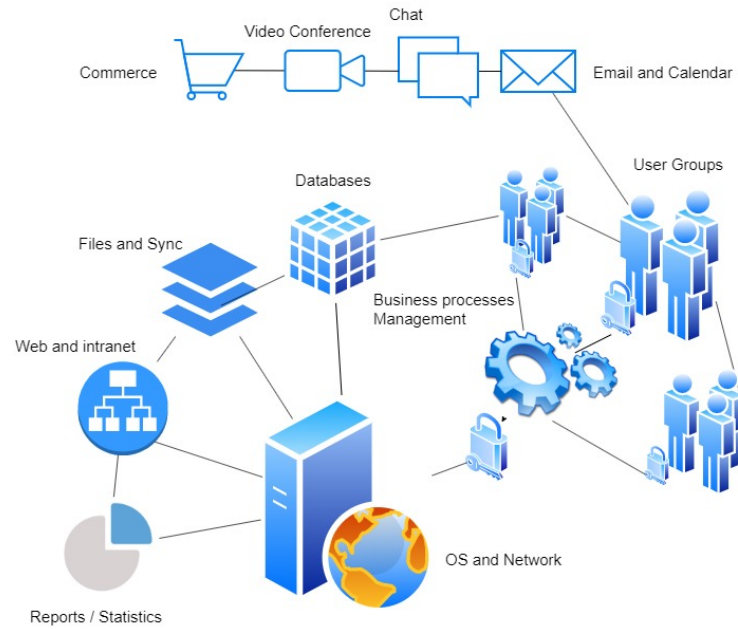 Chat
Video Conference
Commerce
Email and Calendar
User Groups
Databases
Files and Sync
Business processes
Management
Web and intranet
OS and Network
Reports / Statistics